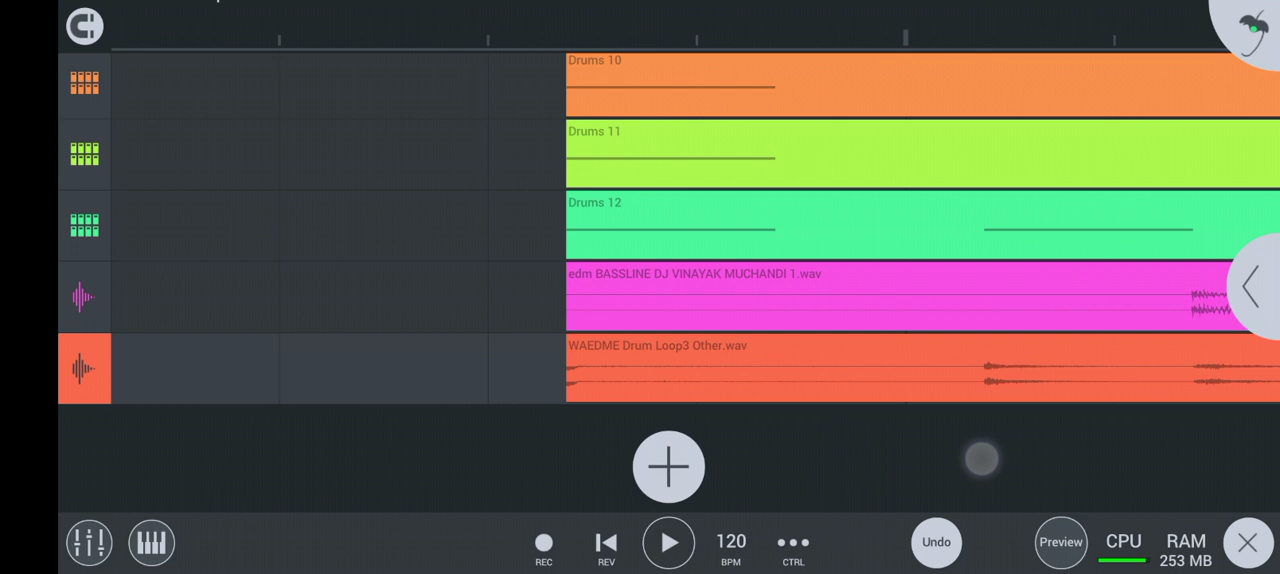 Drums 10
Drums 11
Drums 12
edm BASSLINE DJ VINAYAK MUCHANDI 1.wav
WAEDME Drum Loop3 Other.wav
REC
REV
120
BPM
CTRL
Undo
Preview
CPU
RAM
253 MB